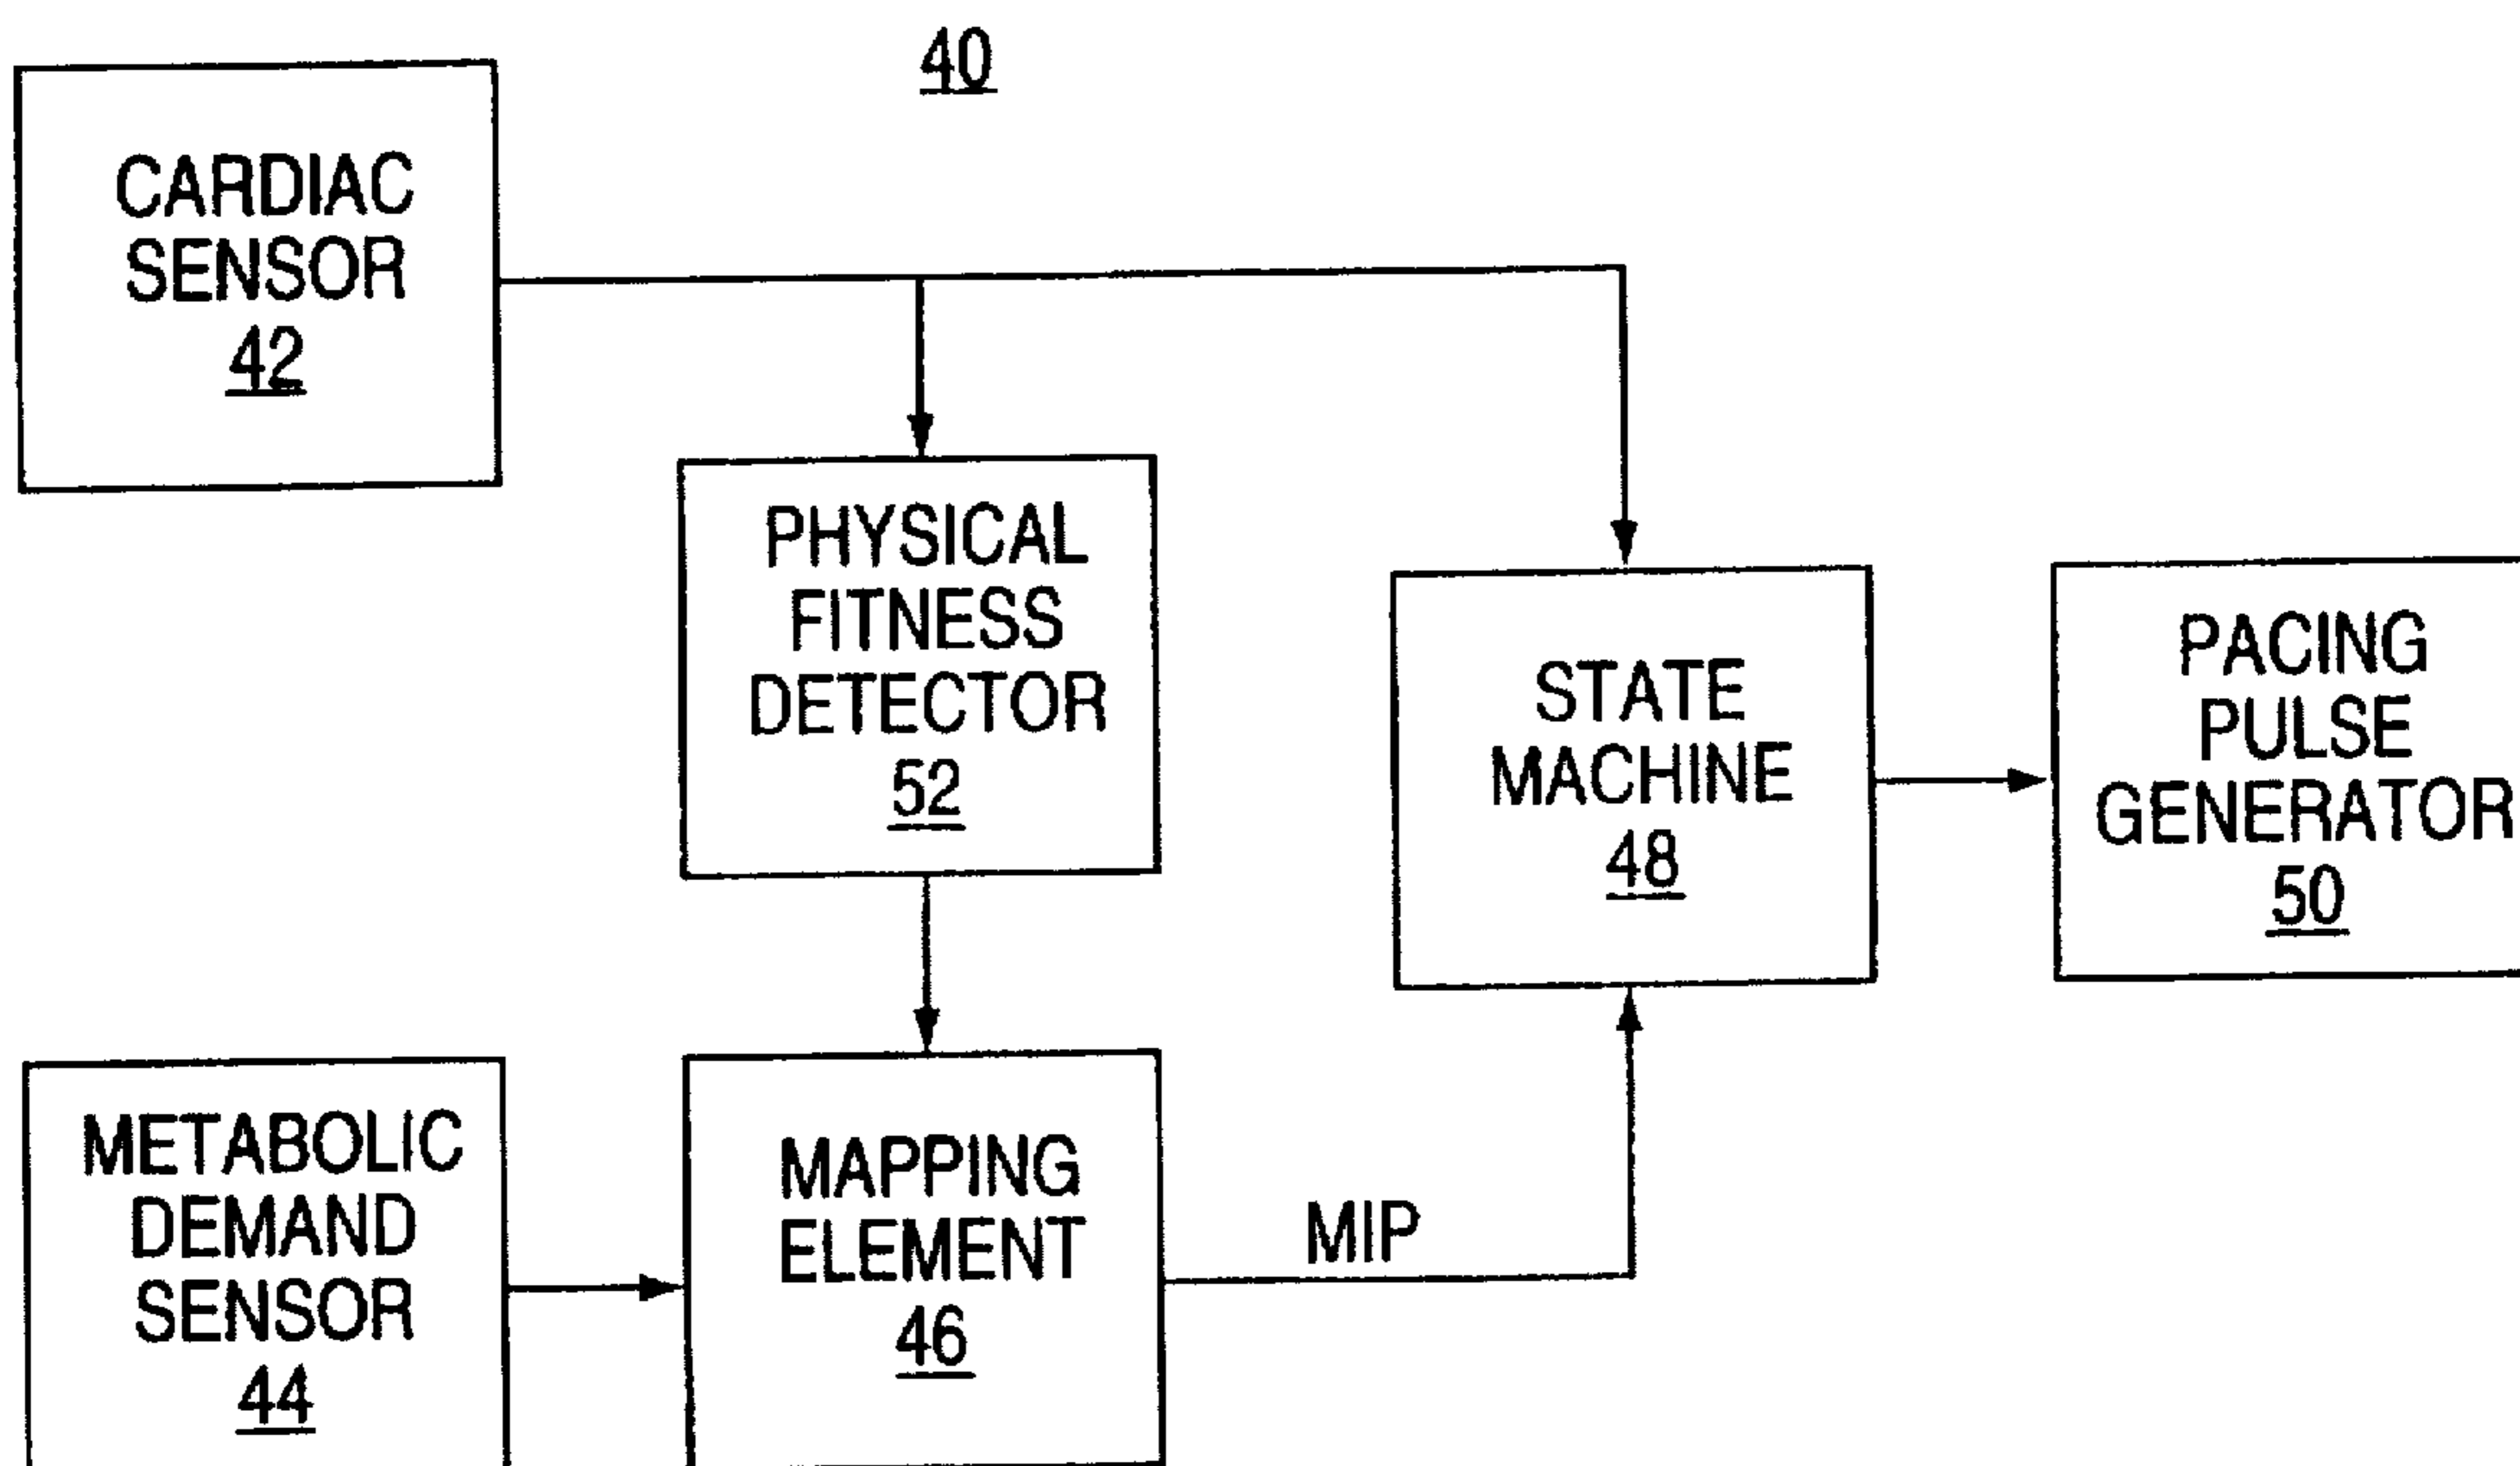 40
CARDIAC
SENSOR
42
PHYSICAL
FITNESS
DETECTOR
52
STATE
MACHINE
48
PACING
PULSE
GENERATOR
50
METABOLIC
DEMAND
SENSOR
44
MAPPING
ELEMENT
46
MIP